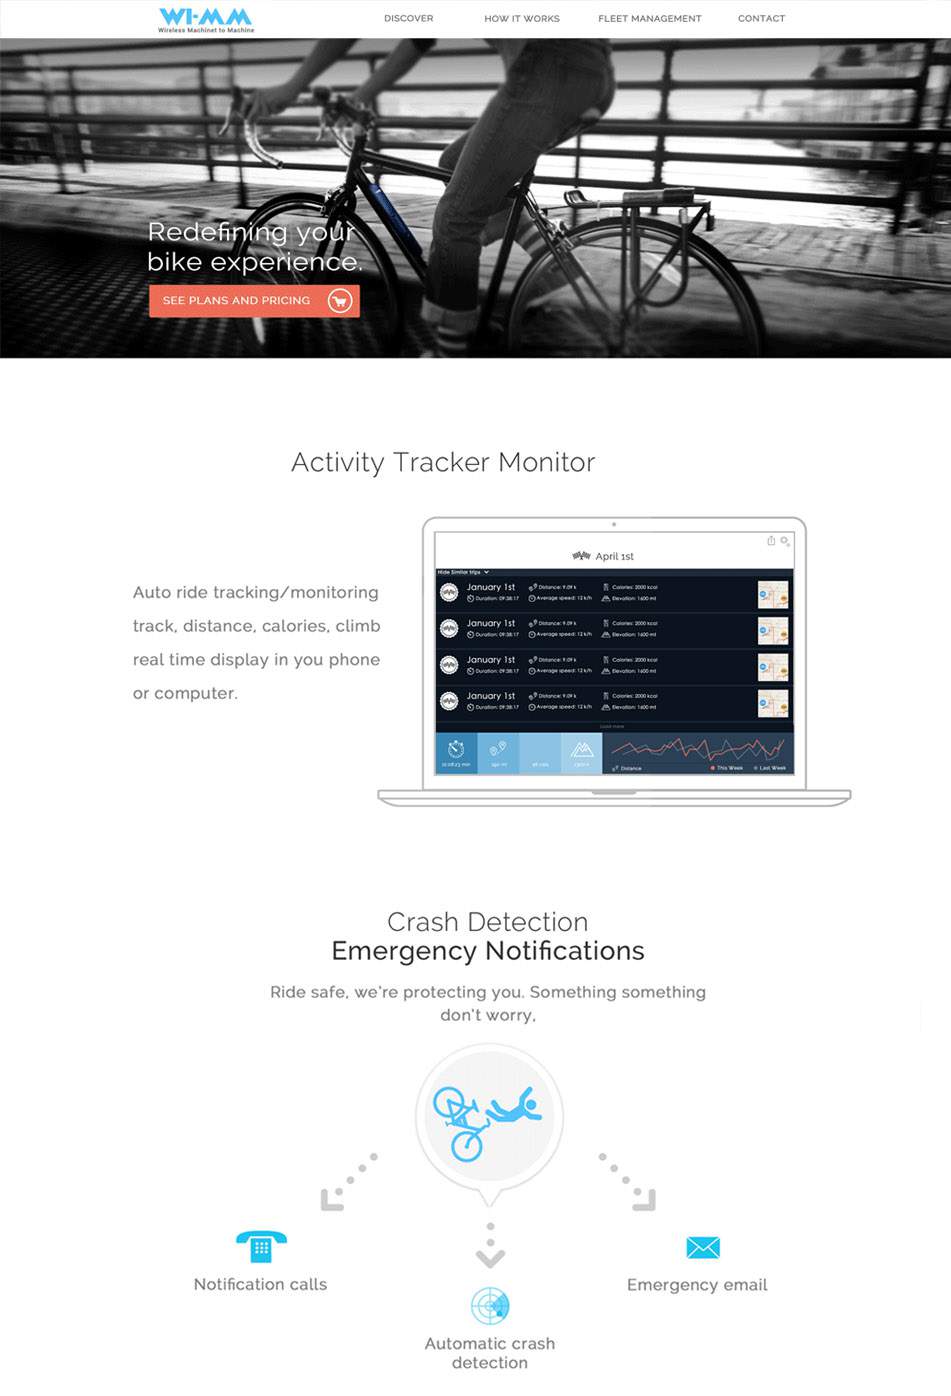 WI-MM
Wireless Machinet to Machine
DISCOVER
HOW IT WORKS
FLEET MANAGEMENT
CONTACT
Redefining your
bike experience.
SEE PLANS AND PRICING
Activity Tracker Monitor
Auto ride tracking/monitoring
track, distance, calories, climb
real time display in you phone
or computer.
April 1st
Hide Similar trips
January 1st
Distance: 9.09 k
Calories: 2000 kcal
Duration: 09:38:17
Average speed: 12 k/h
Elevation: 1600 mt
January 1st
Distance: 9.09 k
Calories: 2000 kcal
Duration: 09:38:17
Average speed: 12 k/h
Elevation: 1600 mt
January 1st
Distance: 9.09 k
Calories: 2000 kcal
Duration: 09:38:17
Average speed: 12 k/h
Elevation: 1600 mt
January 1st
Distance: 9.09 k
Calories: 2000 kcal
Duration: 09:38:17
Average speed: 12 k/h
Elevation: 1600 mt
Load more
Distance
This Week
Last Week
Crash Detection
Emergency Notifications
Ride safe, we're protecting you. Something something
don't worry,
Notification calls
Emergency email
Automatic crash
detection